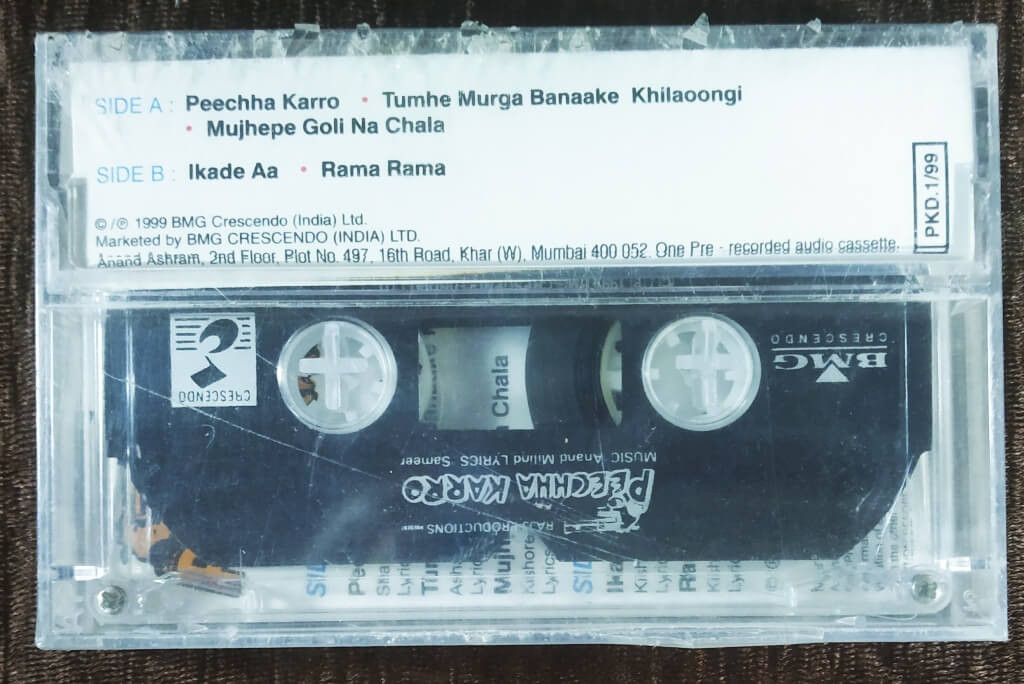 SIDE A : Peechha Karro • Tumhe Murga Banaake Khilaoongi
• Mujhepe Goli Na Chala
SIDE B : Ikade Aa • Rama Rama
© / ℗ 1999 BMG Crescendo (India) Ltd.
Marketed by BMG CRESCENDO (INDIA) LTD.
Anand Ashram, 2nd Floor, Plot No. 497, 16th Road, Khar (W), Mumbai 400 052. One Pre - recorded audio cassette.
PKD.1/99
CRESCENDO
BMG
CRESCENDO
Chala
MUSIC Anand Milind LYRICS Sameer
PEECHHA KARRO
PRODUCTIONS